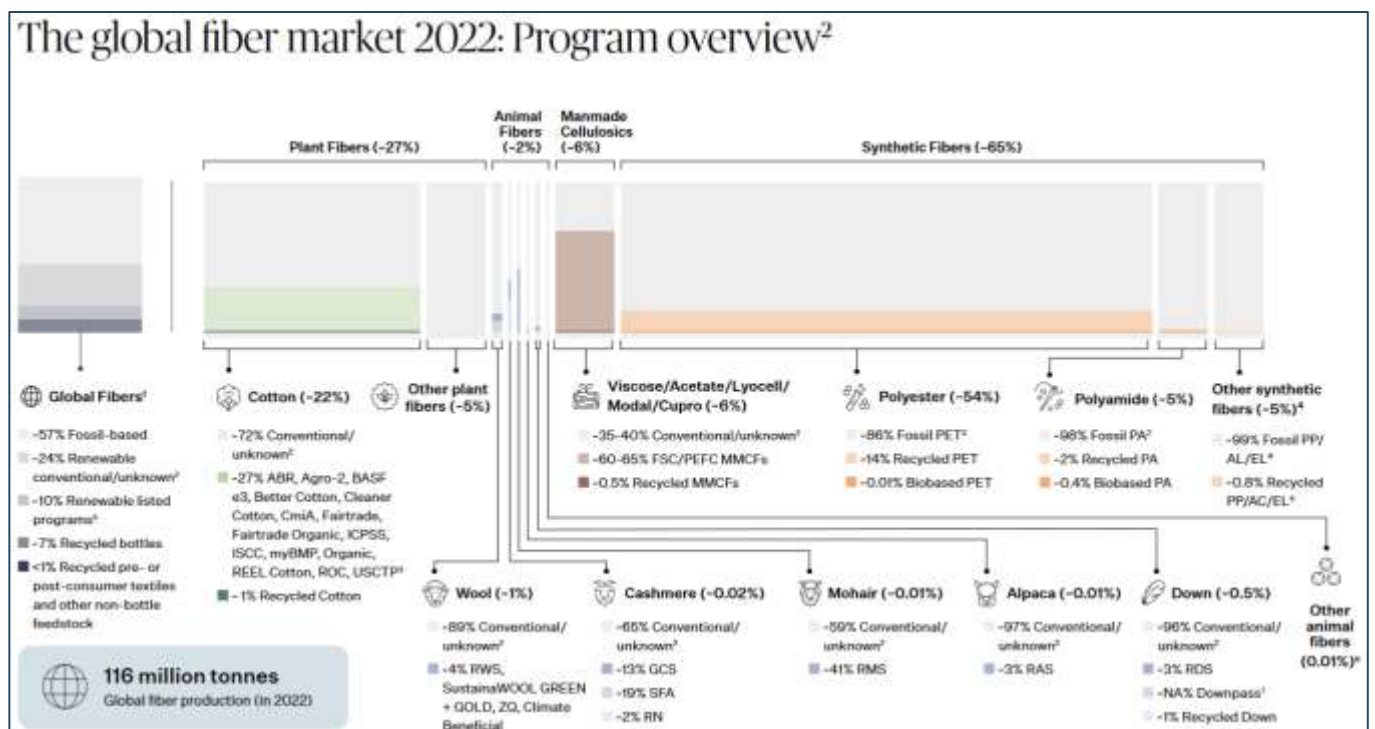 The global fiber market 2022: Program overview²
Plant Fibers (~27%)
Animal
Fibers
(~2%)
Manmade
Cellulosics
(~6%)
Synthetic Fibers (~65%)
Global Fibers¹
~57% Fossil-based
~24% Renewable
conventional/unknown²
~10% Renewable listed
programs
~7% Recycled bottles
<1% Recycled pre- or
post-consumer textiles
and other non-bottle
feedstock
116 million tonnes
Global fiber production (in 2022)
Cotton (~22%)
~72% Conventional/
unknown²
~27% ABR, Agro-2, BASF
e3, Better Cotton, Cleaner
Cotton, CmiA, Fairtrade,
Fairtrade Organic, ICPSS,
ISCC, myBMP, Organic,
REEL Cotton, ROC, USCTP
~1% Recycled Cotton
Other plant
fibers (~5%)
Viscose/Acetate/Lyocell/
Modal/Cupro (~6%)
~35-40% Conventional/unknown²
~60-65% FSC/PEFC MMCFs
~0.5% Recycled MMCFs
Polyester (~54%)
~86% Fossil PET²
~14% Recycled PET
~0.01% Biobased PET
Polyamide (~5%)
~98% Fossil PA²
~2% Recycled PA
~0.4% Biobased PA
Other synthetic
fibers (~5%)⁴
~99% Fossil PP/
AL/EL
~0.8% Recycled
PP/AC/EL
Wool (~1%)
~89% Conventional/
unknown²
~4% RWS,
SustainaWOOL GREEN
+ GOLD, ZQ, Climate
Beneficial
Cashmere (~0.02%)
~65% Conventional/
unknown²
~13% GCS
~19% SFA
~2% RN
Mohair (~0.01%)
~59% Conventional/
unknown²
~41% RMS
Alpaca (~0.01%)
~97% Conventional/
unknown²
~3% RAS
Down (~0.5%)
~96% Conventional/
unknown²
~3% RDS
~NA% Downpass
~1% Recycled Down
Other
animal
fibers
(0.01%)